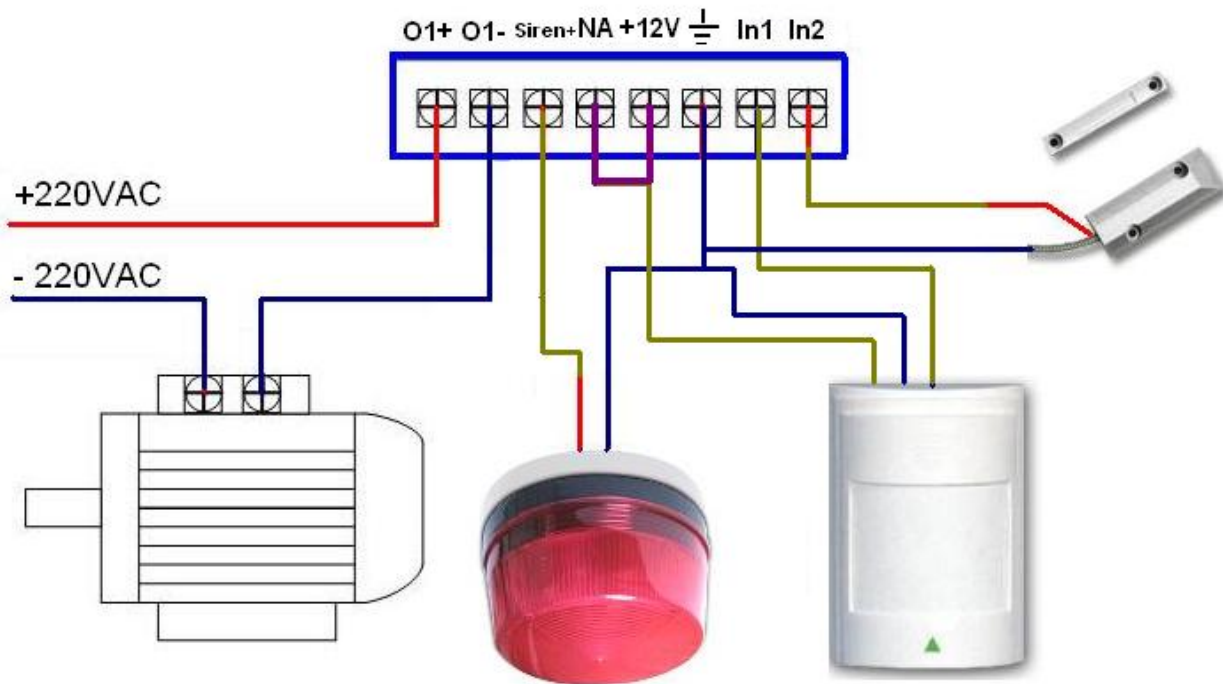 O1+ O1- Siren+ NA +12V In1 In2
+220VAC
- 220VAC